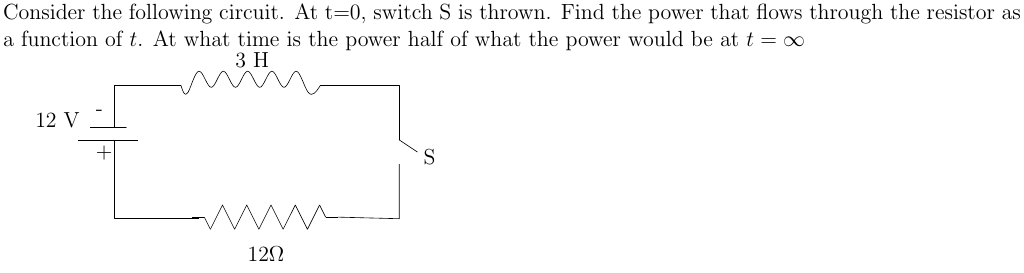 Consider the following circuit. At t=0, switch S is thrown. Find the power that flows through the resistor as
a function of t. At what time is the power half of what the power would be at t = ∞
3 H
12 V
-
+
S
12Ω